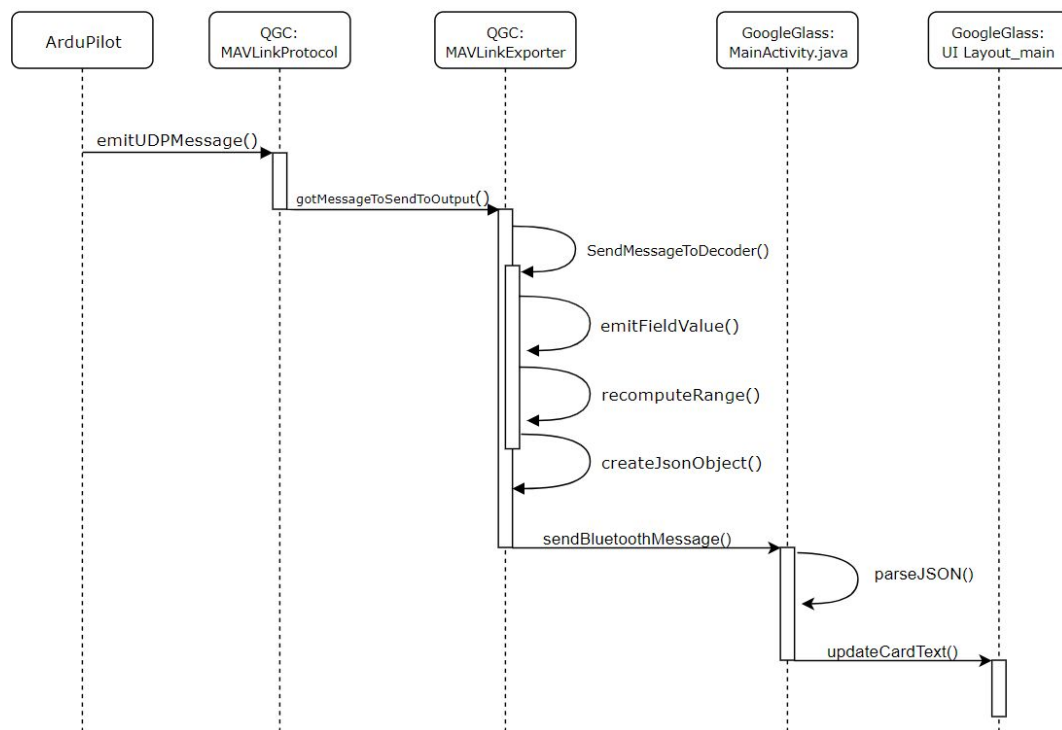 ArduPilot
QGC:
MAVLinkProtocol
QGC:
MAVLinkExporter
GoogleGlass:
MainActivity.java
GoogleGlass:
UI Layout_main
emitUDPMessage()
gotMessageToSendToOutput()
SendMessageToDecoder()
emitFieldValue()
recomputeRange()
createJsonObject()
sendBluetoothMessage()
parseJSON()
updateCardText()